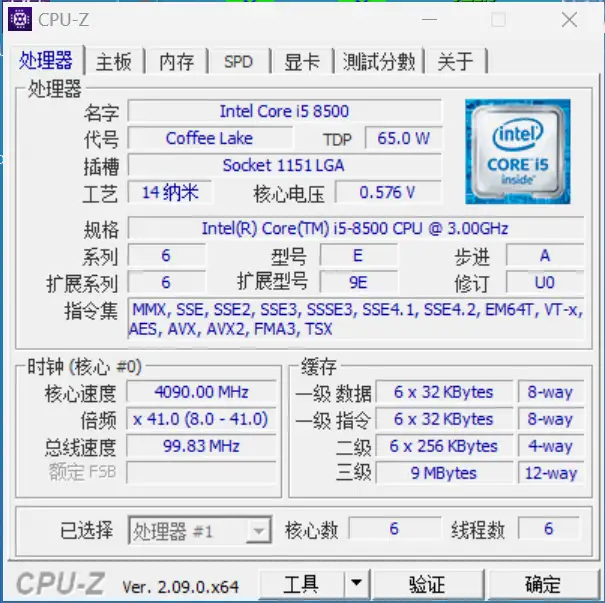 CPU-Z
处理器 主板 内存 SPD 显卡 測試分數 关于
处理器
名字 Intel Core i5 8500
代号 Coffee Lake TDP 65.0 W
插槽 Socket 1151 LGA
工艺 14 纳米 核心电压 0.576 V
intel
CORE i5
inside™
规格 Intel(R) Core(TM) i5-8500 CPU @ 3.00GHz
系列 6 型号 E 步进 A
扩展系列 6 扩展型号 9E 修订 U0
指令集 MMX, SSE, SSE2, SSE3, SSSE3, SSE4.1, SSE4.2, EM64T, VT-x,
AES, AVX, AVX2, FMA3, TSX
时钟 (核心 #0)
核心速度 4090.00 MHz
倍频 x 41.0 (8.0 - 41.0)
总线速度 99.83 MHz
额定 FSB
缓存
一级 数据 6 x 32 KBytes 8-way
一级 指令 6 x 32 KBytes 8-way
二级 6 x 256 KBytes 4-way
三级 9 MBytes 12-way
已选择 处理器 #1 核心数 6 线程数 6
CPU-Z Ver. 2.09.0.x64 工具 验证 确定